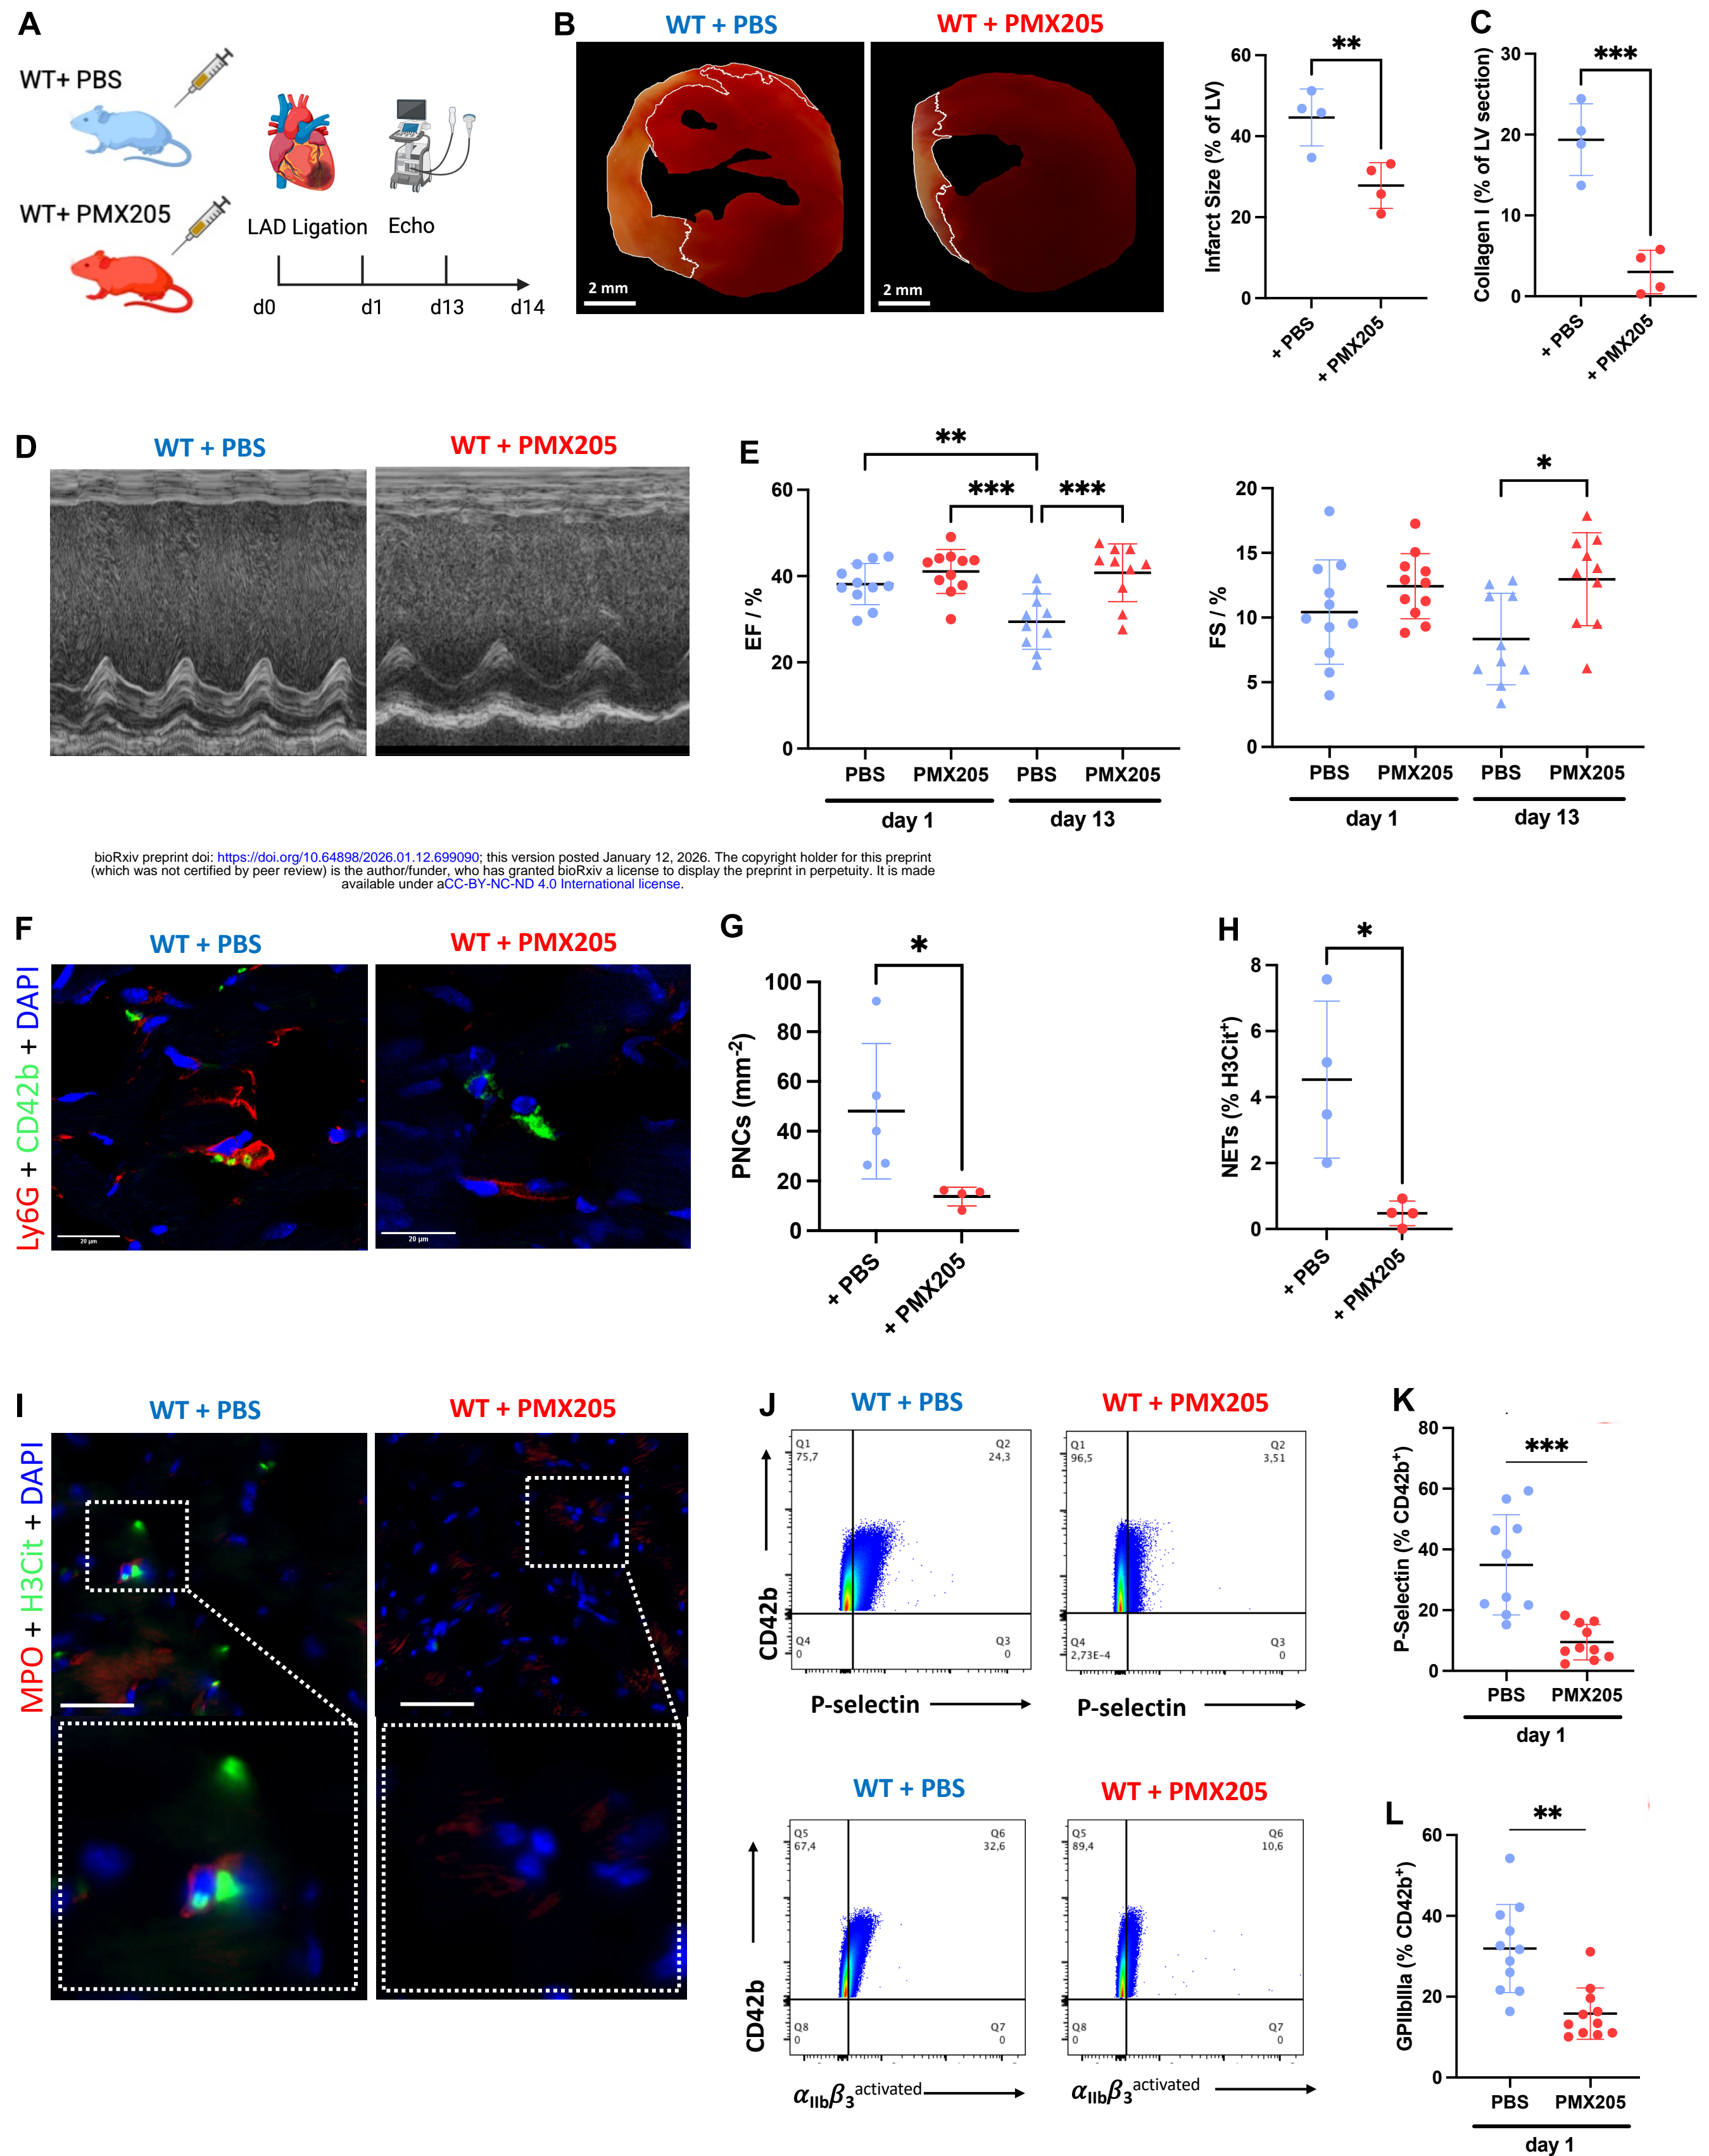 A
WT+ PBS
WT+ PMX205
LAD Ligation
Echo
d0
d1
d13
d14
B
WT + PBS
WT + PMX205
2 mm
2 mm
Infarct Size (% of LV)
60
40
20
0
**
+ PBS
+ PMX205
C
Collagen I (% of LV section)
30
20
10
0
***
+ PBS
+ PMX205
D
WT + PBS
WT + PMX205
E
EF / %
60
40
20
0
**
***
***
PBS
PMX205
PBS
PMX205
day 1
day 13
FS / %
20
15
10
5
0
*
PBS
PMX205
PBS
PMX205
day 1
day 13
bioRxiv preprint doi: https://doi.org/10.64898/2026.01.12.699090; this version posted January 12, 2026. The copyright holder for this preprint
(which was not certified by peer review) is the author/funder, who has granted bioRxiv a license to display the preprint in perpetuity. It is made
available under aCC-BY-NC-ND 4.0 International license.
F
WT + PBS
WT + PMX205
Ly6G + CD42b + DAPI
20 µm
20 µm
G
PNCs (mm⁻²)
100
80
60
40
20
0
*
+ PBS
+ PMX205
H
NETs (% H3Cit⁺)
8
6
4
2
0
*
+ PBS
+ PMX205
I
WT + PBS
WT + PMX205
MPO + H3Cit + DAPI
J
WT + PBS
WT + PMX205
Q1
75,7
Q2
24,3
Q4
0
Q3
0
Q1
96,5
Q2
3,51
Q4
2,73E-4
Q3
0
CD42b
P-selectin
P-selectin
WT + PBS
WT + PMX205
Q5
67,4
Q6
32,6
Q8
0
Q7
0
Q5
89,4
Q6
10,6
Q8
0
Q7
0
CD42b
αIIbβ3 activated
αIIbβ3 activated
K
P-Selectin (% CD42b⁺)
80
60
40
20
0
***
PBS
PMX205
day 1
L
GPIIbIIIa (% CD42b⁺)
60
40
20
0
**
PBS
PMX205
day 1